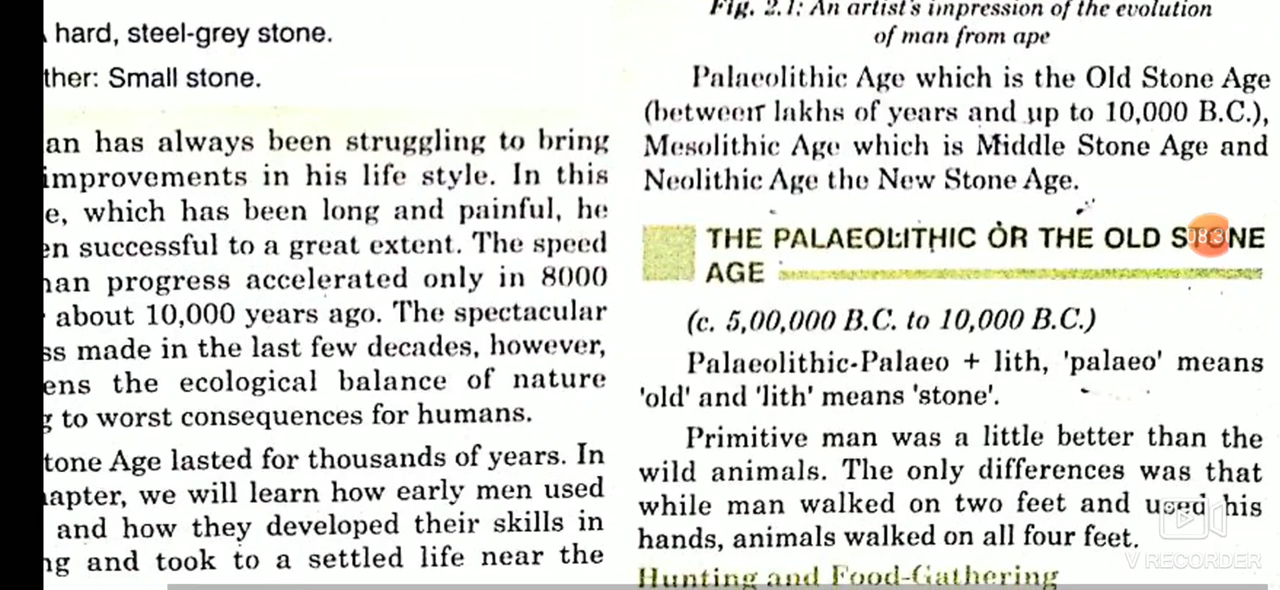 hard, steel-grey stone.
ther: Small stone.
an has always been struggling to bring
improvements in his life style. In this
e, which has been long and painful, he
en successful to a great extent. The speed
an progress accelerated only in 8000
about 10,000 years ago. The spectacular
ss made in the last few decades, however,
ens the ecological balance of nature
g to worst consequences for humans.
tone Age lasted for thousands of years. In
apter, we will learn how early men used
and how they developed their skills in
ng and took to a settled life near the
Fig. 2.1: An artist's impression of the evolution
of man from ape
Palaeolithic Age which is the Old Stone Age
(between lakhs of years and up to 10,000 B.C.),
Mesolithic Age which is Middle Stone Age and
Neolithic Age the New Stone Age.
THE PALAEOLITHIC OR THE OLD STONE
AGE
08:3
(c. 5,00,000 B.C. to 10,000 B.C.)
Palaeolithic-Palaeo + lith, 'palaeo' means
'old' and 'lith' means 'stone'.
Primitive man was a little better than the
wild animals. The only differences was that
while man walked on two feet and used his
hands, animals walked on all four feet.
V RECORDER
Hunting and Food-Gathering